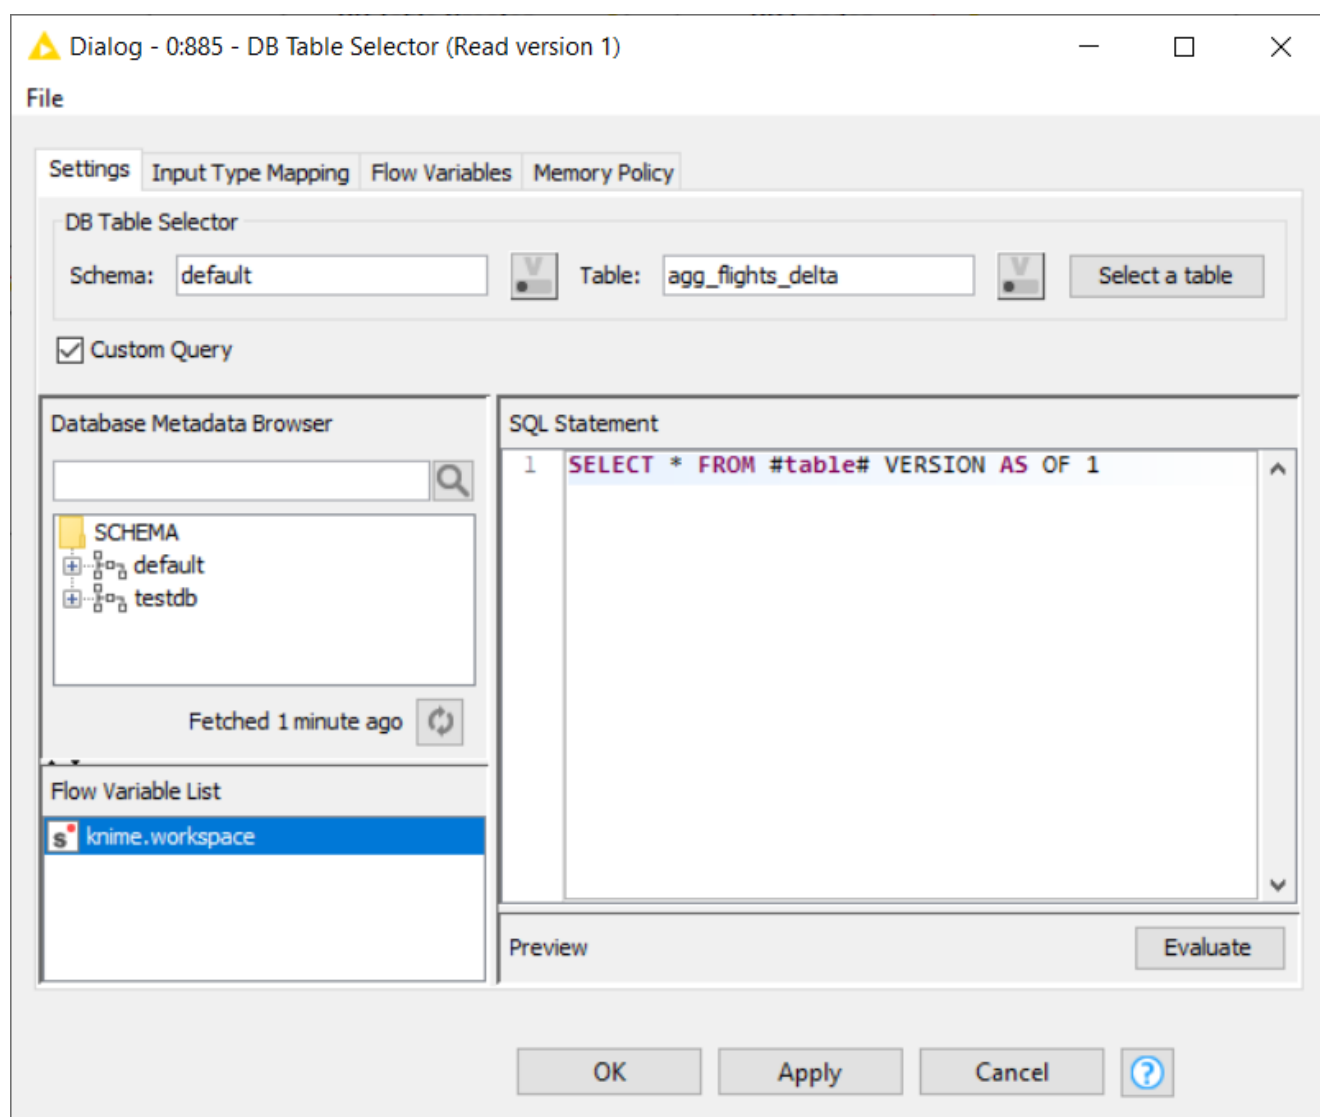 Dialog - 0:885 - DB Table Selector (Read version 1)
File
Settings Input Type Mapping Flow Variables Memory Policy
DB Table Selector
Schema: default V Table: agg_flights_delta V Select a table
Custom Query
Database Metadata Browser
SCHEMA
default
testdb
Fetched 1 minute ago
Flow Variable List
s knime.workspace
SQL Statement
1 SELECT * FROM #table# VERSION AS OF 1
Preview Evaluate
OK Apply Cancel ?